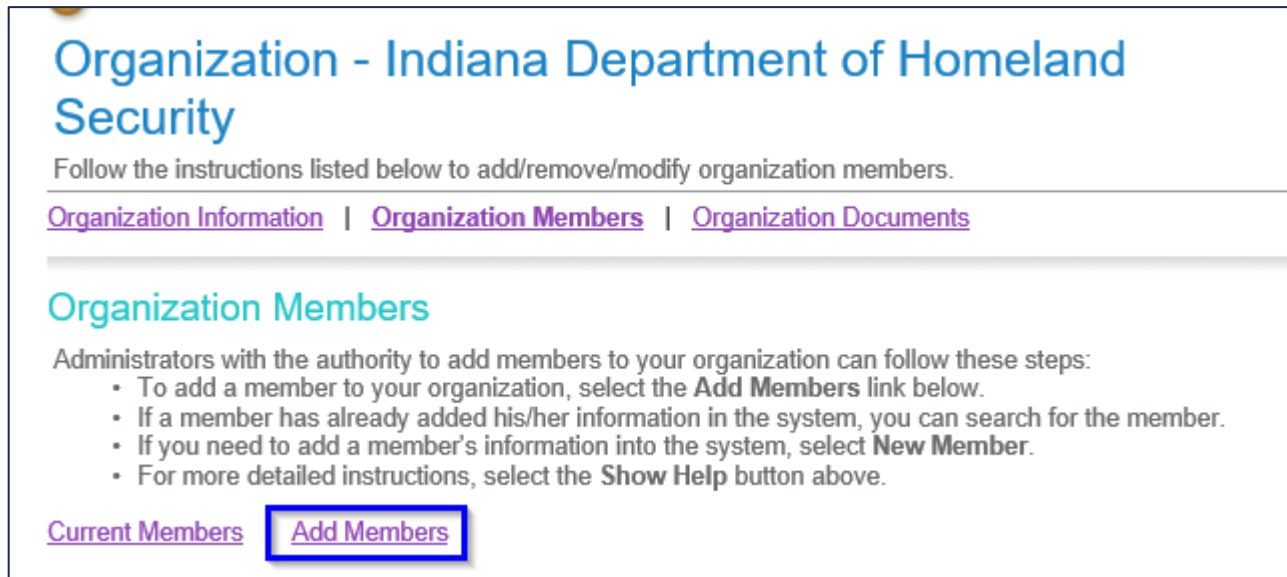 Organization - Indiana Department of Homeland
Security
Follow the instructions listed below to add/remove/modify organization members.
Organization Information | Organization Members | Organization Documents
Organization Members
Administrators with the authority to add members to your organization can follow these steps:
• To add a member to your organization, select the Add Members link below.
• If a member has already added his/her information in the system, you can search for the member.
• If you need to add a member's information into the system, select New Member.
• For more detailed instructions, select the Show Help button above.
Current Members Add Members